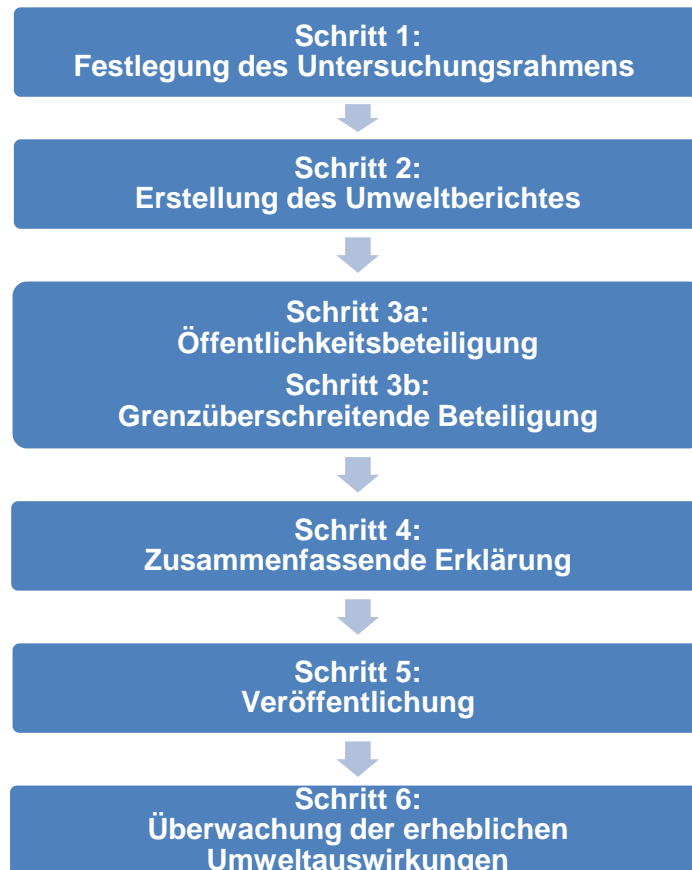 Schritt 1:
Festlegung des Untersuchungsrahmens
Schritt 2:
Erstellung des Umweltberichtes
Schritt 3a:
Öffentlichkeitsbeteiligung
Schritt 3b:
Grenzüberschreitende Beteiligung
Schritt 4:
Zusammenfassende Erklärung
Schritt 5:
Veröffentlichung
Schritt 6:
Überwachung der erheblichen
Umweltauswirkungen